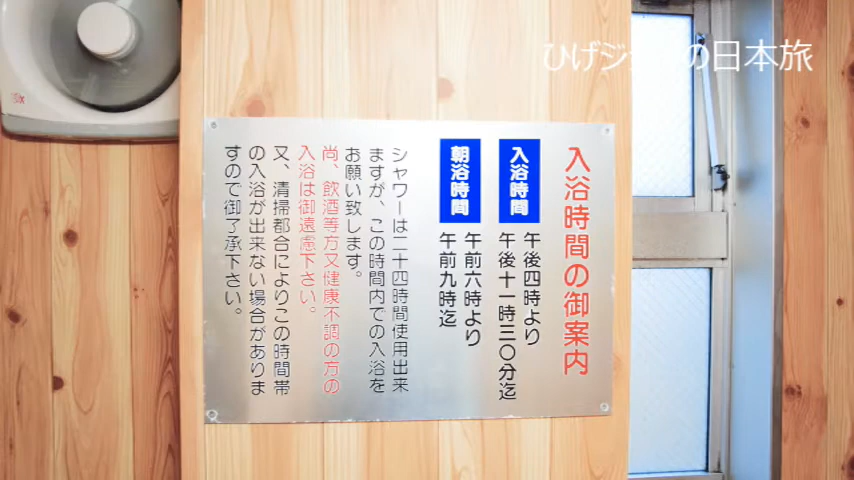 入浴時間の御案内
入浴時間
午後四時より
午後十一時三〇分迄
朝浴時間
午前六時より
午前九時迄
シャワーは二十四時間使用出来
ますが、この時間内での入浴を
お願い致します。
尚、飲酒等方又健康不調の方の
入浴は御遠慮下さい。
又、清掃都合によりこの時間帯
の入浴が出来ない場合がありま
すので御了承下さい。
の日本旅